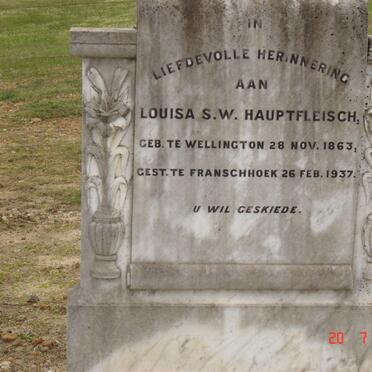 IN
LIEFDEVOLLE HERINNERING
AAN
LOUISA S.W. HAUPTFLEISCH,
GEB. TE WELLINGTON 28 NOV. 1863,
GEST. TE FRANSCHHOEK 26 FEB. 1937.
U WIL GESKIEDE.
20 7